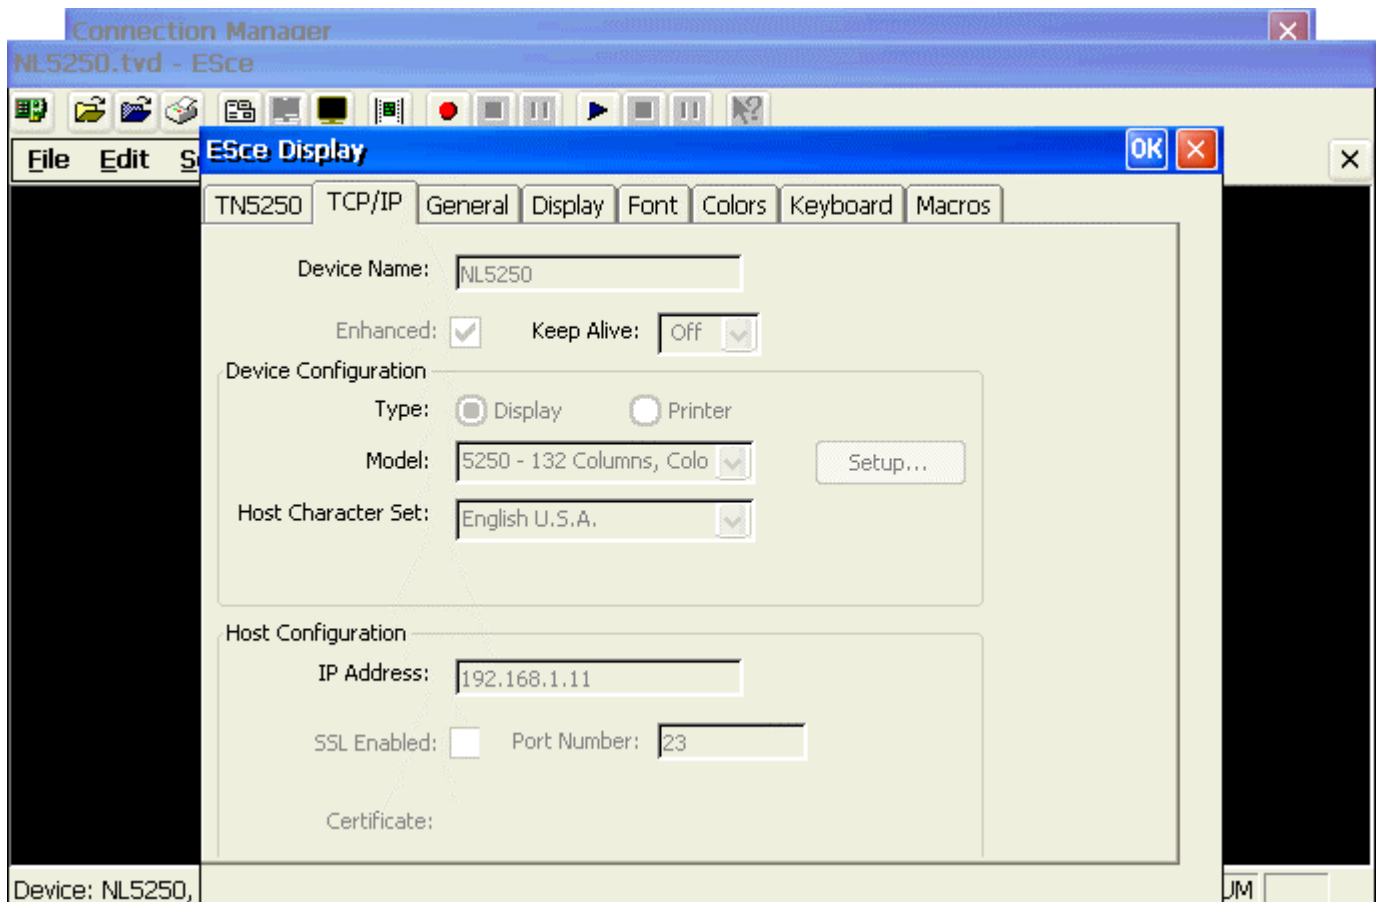 Connection Manager
NL5250.tvd - ESce
File Edit S
ESce Display OK
TN5250 TCP/IP General Display Font Colors Keyboard Macros
Device Name: NL5250
Enhanced: Keep Alive: Off
Device Configuration
Type: Display Printer
Model: 5250 - 132 Columns, Colo Setup...
Host Character Set: English U.S.A.
Host Configuration
IP Address: 192.168.1.11
SSL Enabled: Port Number: 23
Certificate:
Device: NL5250, UM